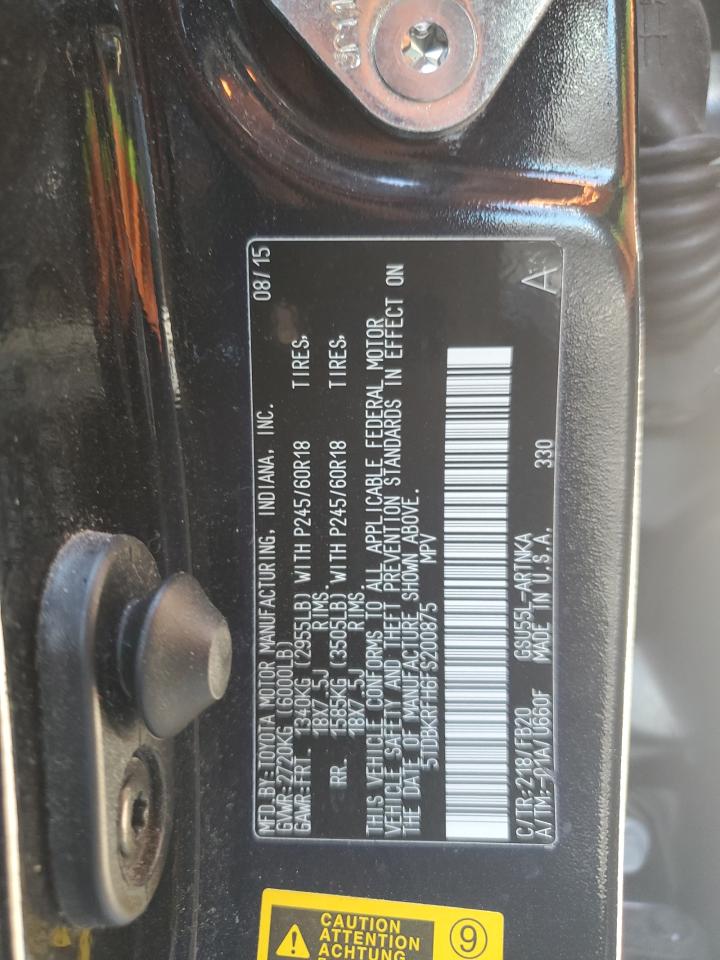 MFD.BY:TOYOTA MOTOR MANUFACTURING, INDIANA, INC. 08/15
GVWR:2720KG (6000LB)
GAWR:FRT. 1340KG (2955LB) WITH P245/60R18 TIRES,
18X7.5J RIMS,
RR. 1585KG (3505LB) WITH P245/60R18 TIRES,
18X7.5J RIMS.
THIS VEHICLE CONFORMS TO ALL APPLICABLE FEDERAL MOTOR
VEHICLE SAFETY AND THEFT PREVENTION STANDARDS IN EFFECT ON
THE DATE OF MANUFACTURE SHOWN ABOVE.
5TDBKRFH6FS200875 MPV
C/TR:218/FB20 GSU55L-ARTNKA 330 A
A/TM:-01A/U660F MADE IN U.S.A.
CAUTION
ATTENTION
ACHTUNG
9